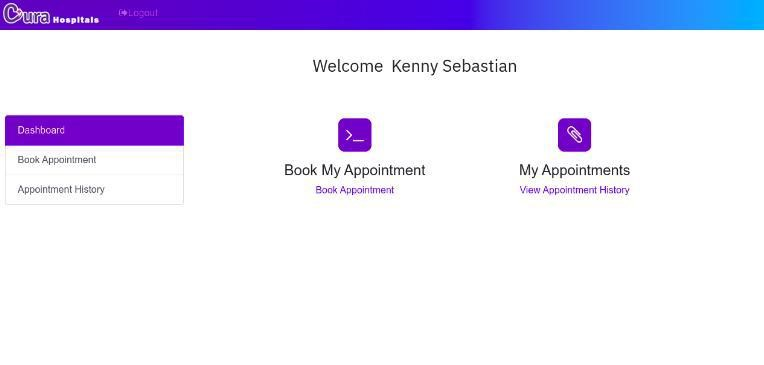 Cura Hospitals
Logout
Welcome Kenny Sebastian
Dashboard
Book Appointment
Appointment History
Book My Appointment
Book Appointment
My Appointments
View Appointment History